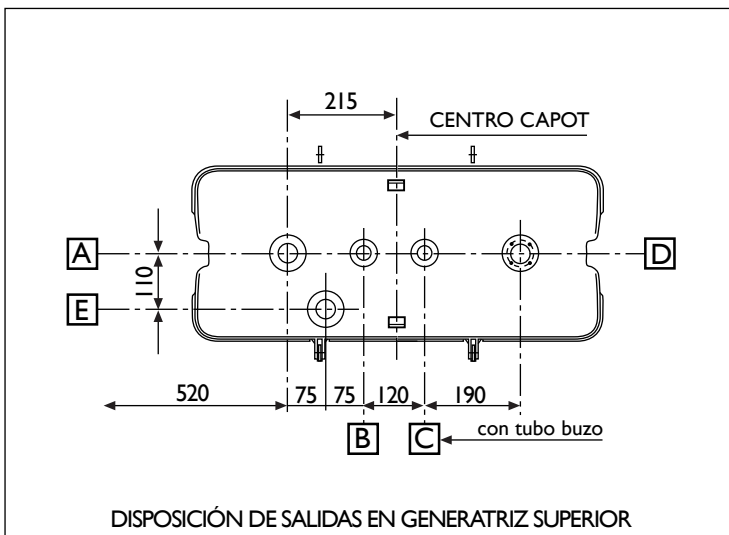 215
CENTRO CAPOT
A
D
110
E
520
75
75
120
190
B
C
con tubo buzo
DISPOSICIÓN DE SALIDAS EN GENERATRIZ SUPERIOR